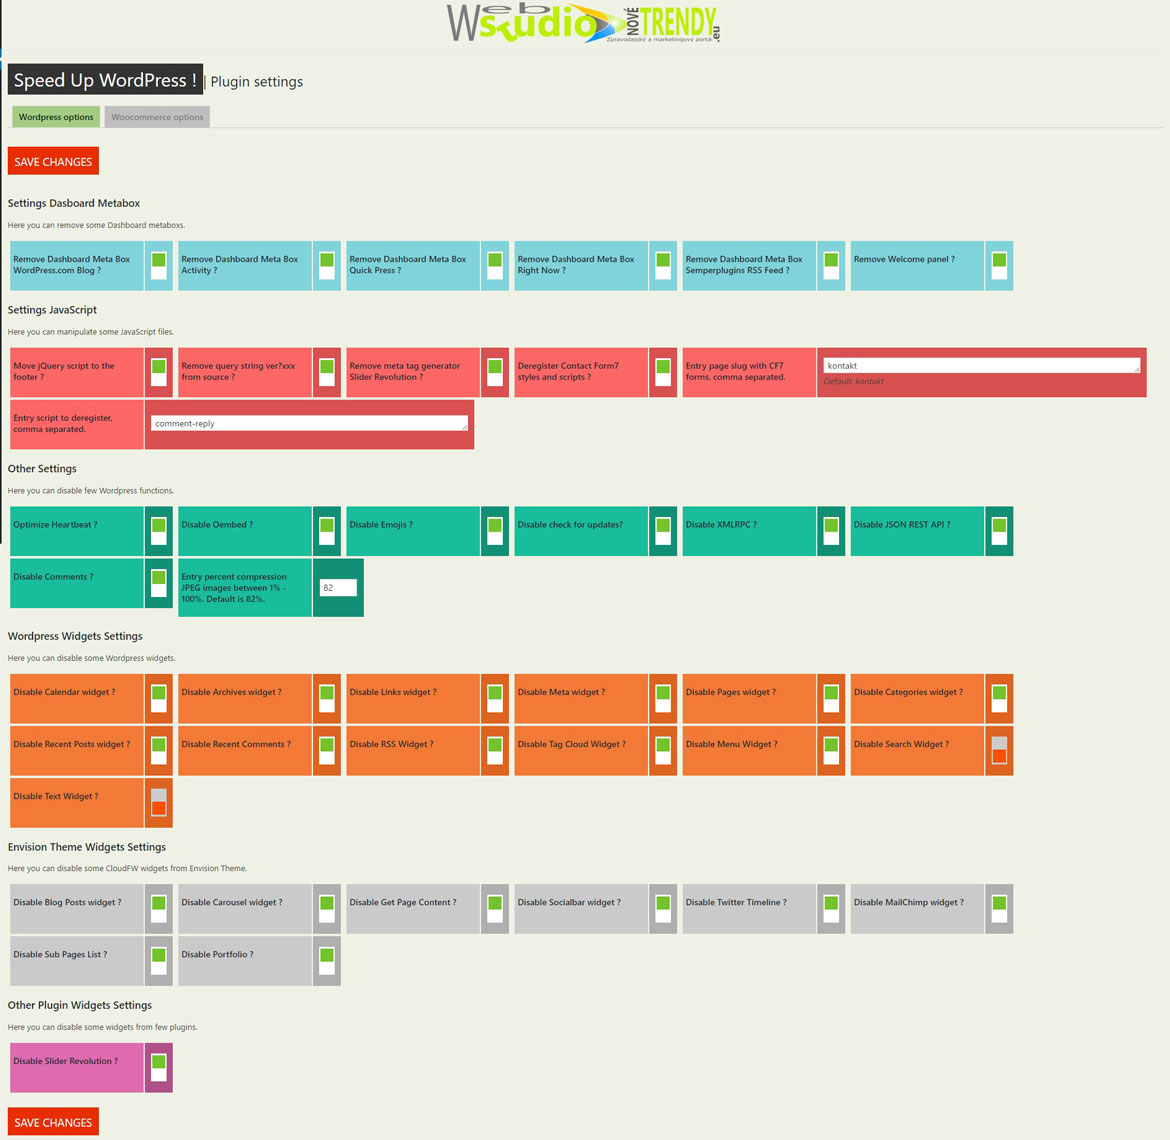 Web Studio NOVÉ TRENDY .eu
Zpravodajský a marketingový portál
Speed Up WordPress ! | Plugin settings
Wordpress options Woocommerce options
SAVE CHANGES
Settings Dasboard Metabox
Here you can remove some Dashboard metaboxs.
Remove Dashboard Meta Box
WordPress.com Blog ?
Remove Dashboard Meta Box
Activity ?
Remove Dashboard Meta Box
Quick Press ?
Remove Dashboard Meta Box
Right Now ?
Remove Dashboard Meta Box
Semperplugins RSS Feed ?
Remove Welcome panel ?
Settings JavaScript
Here you can manipulate some JavaScript files.
Move jQuery script to the
footer ?
Remove query string ver?xxx
from source ?
Remove meta tag generator
Slider Revolution ?
Deregister Contact Form7
styles and scripts ?
Entry page slug with CF7
forms, comma separated.
kontakt
Default: kontakt
Entry script to deregister,
comma separated.
comment-reply
Other Settings
Here you can disable few Wordpress functions.
Optimize Heartbeat ?
Disable Oembed ?
Disable Emojis ?
Disable check for updates?
Disable XMLRPC ?
Disable JSON REST API ?
Disable Comments ?
Entry percent compression
JPEG images between 1% -
100%. Default is 82%.
82
Wordpress Widgets Settings
Here you can disable some Wordpress widgets.
Disable Calendar widget ?
Disable Archives widget ?
Disable Links widget ?
Disable Meta widget ?
Disable Pages widget ?
Disable Categories widget ?
Disable Recent Posts widget ?
Disable Recent Comments ?
Disable RSS Widget ?
Disable Tag Cloud Widget ?
Disable Menu Widget ?
Disable Search Widget ?
Disable Text Widget ?
Envision Theme Widgets Settings
Here you can disable some CloudFW widgets from Envision Theme.
Disable Blog Posts widget ?
Disable Carousel widget ?
Disable Get Page Content ?
Disable Socialbar widget ?
Disable Twitter Timeline ?
Disable MailChimp widget ?
Disable Sub Pages List ?
Disable Portfolio ?
Other Plugin Widgets Settings
Here you can disable some widgets from few plugins.
Disable Slider Revolution ?
SAVE CHANGES